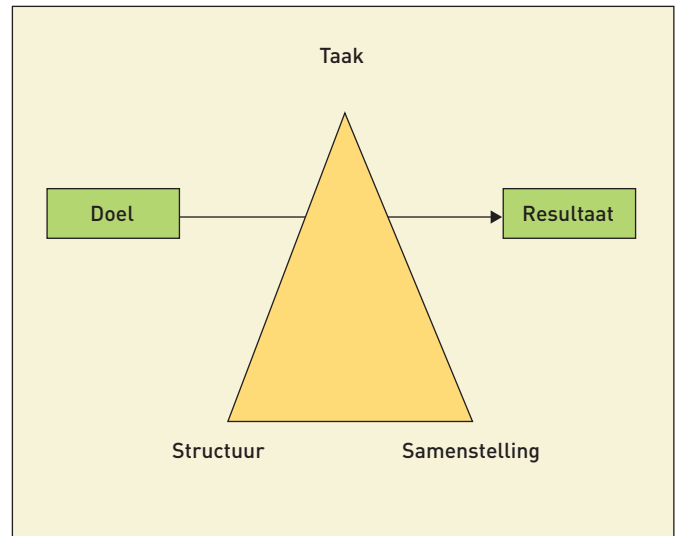 Taak
Doel
Resultaat
Structuur
Samenstelling